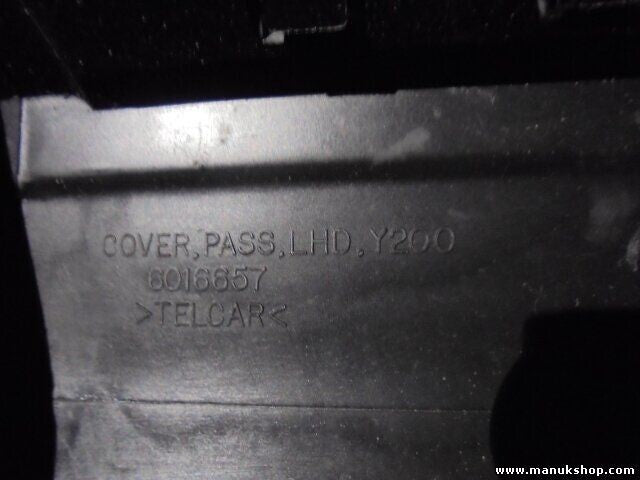 COVER, PASS, LHD, Y200
6016657
>TELCAR<
www.manukshop.com